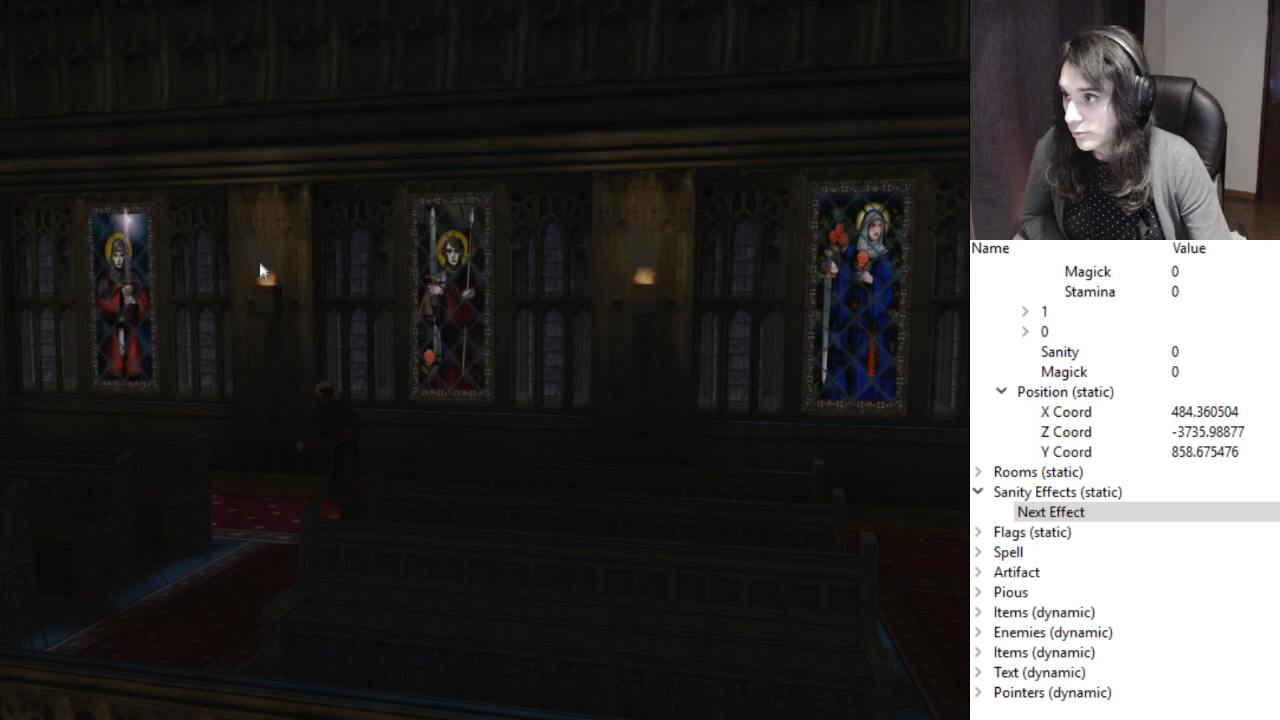 Name Value
Magick 0
Stamina 0
1
0
Sanity 0
Magick 0
Position (static)
X Coord 484.360504
Z Coord -3735.98877
Y Coord 858.675476
Rooms (static)
Sanity Effects (static)
Next Effect
Flags (static)
Spell
Artifact
Pious
Items (dynamic)
Enemies (dynamic)
Items (dynamic)
Text (dynamic)
Pointers (dynamic)